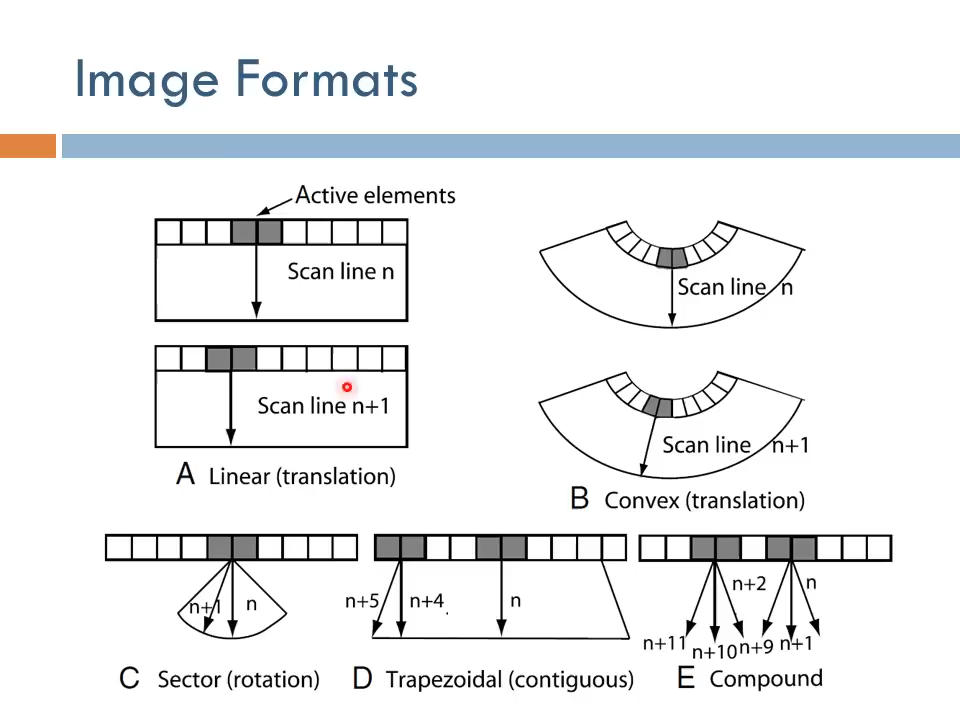 Image Formats
Active elements
Scan line n
Scan line n
Scan line n+1
Scan line n+1
A Linear (translation)
B Convex (translation)
n+1 n
n+5 n+4 n
n+2 n
n+11 n+10 n+9 n+1
C Sector (rotation)
D Trapezoidal (contiguous)
E Compound